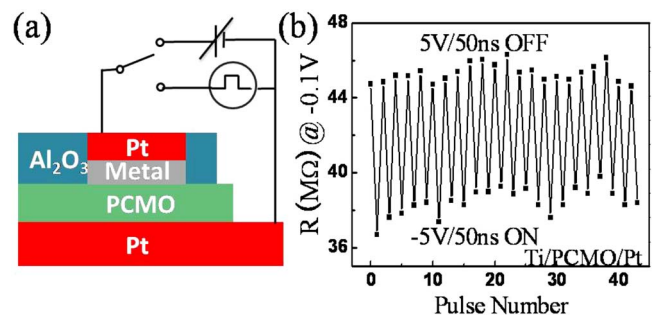 (a)
Al₂O₃
Pt
Metal
PCMO
Pt
(b)
R (MΩ) @ -0.1V
48
44
40
36
5V/50ns OFF
-5V/50ns ON
Ti/PCMO/Pt
0 10 20 30 40
Pulse Number